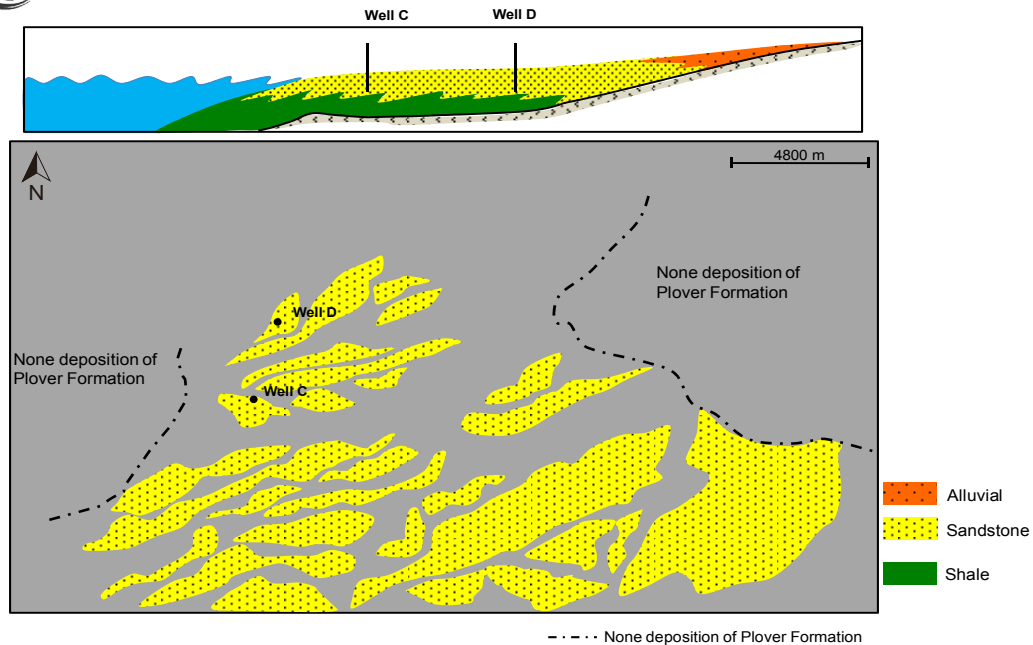 Well C
Well D
4800 m
N
None deposition of
Plover Formation
Well D
None deposition of
Plover Formation
Well C
Alluvial
Sandstone
Shale
None deposition of Plover Formation